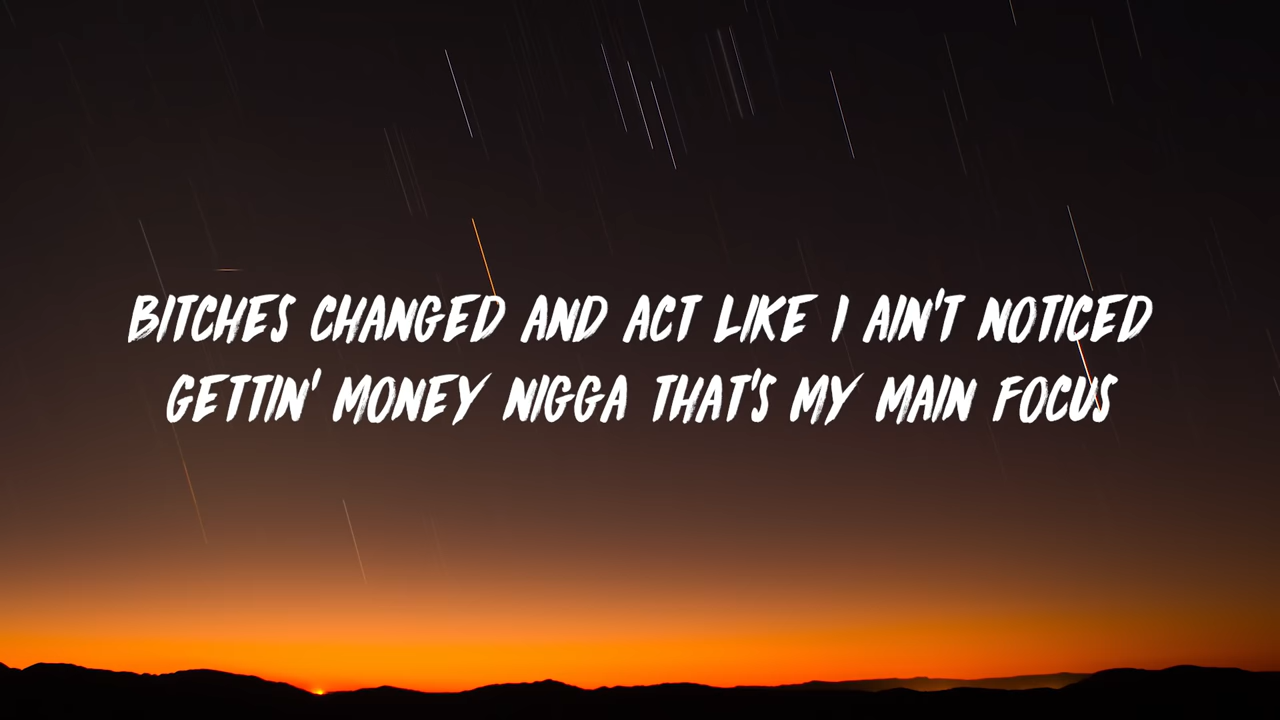 BITCHES CHANGED AND ACT LIKE I AIN'T NOTICED
GETTIN' MONEY NIGGA THAT'S MY MAIN FOCUS